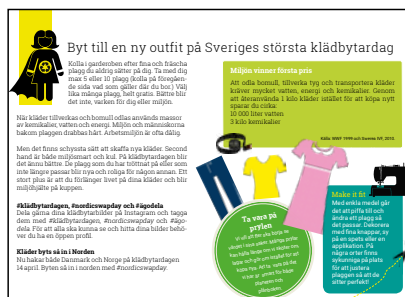 Byt till en ny outfit på Sveriges största klädbytardag
Kolla i garderoben efter fina och fräscha
plagg du aldrig sätter på dig. Ta med dig
max 5 eller 10 plagg (kolla på föregåen-
de sida vad som gäller där du bor.) Välj
lika många plagg, helt gratis. Bättre blir
det inte, varken för dig eller miljön.
När kläder tillverkas och bomull odlas används massor
av kemikalier, vatten och energi. Miljön och människorna
bakom plaggen drabbas hårt. Arbetsmiljön är ofta dålig.
Men det finns schyssta sätt att skaffa nya kläder. Second
hand är både miljösmart och kul. På klädbytardagen blir
det ännu bättre. De plagg som du har tröttnat på eller som
inte längre passar blir nya och roliga för någon annan. Ett
stort plus är att du förlänger livet på dina kläder och blir
miljöhjälte på kuppen.
#klädbytardagen, #nordicswapday och #ägodela
Dela gärna dina klädbytarbilder på Instagram och tagga
dem med #klädbytardagen, #nordicswapday och #ägo-
dela. För att alla ska kunna se och hitta dina bilder behö-
ver du ha en öppen profil.
Kläder byts så in i Norden
Nu hakar både Danmark och Norge på klädbytardagen
14 april. Byten så in i norden med #nordicswapday.
Miljön vinner första pris
Att odla bomull, tillverka tyg och transportera kläder
kräver mycket vatten, energi och kemikalier. Genom
att återanvända 1 kilo kläder istället för att köpa nytt
sparar du cirka:
10 000 liter vatten
3 kilo kemikalier
Ta vara på
prylen
Make it fit
Med enkla medel går
det att piffa till och
ändra ett plagg så
det passar. Dekorera
med fina knappar, sy
på en spets eller en
applikation. På
några orter finns
sykunniga på plats
för att justera
plaggen så att de
sitter perfekt!